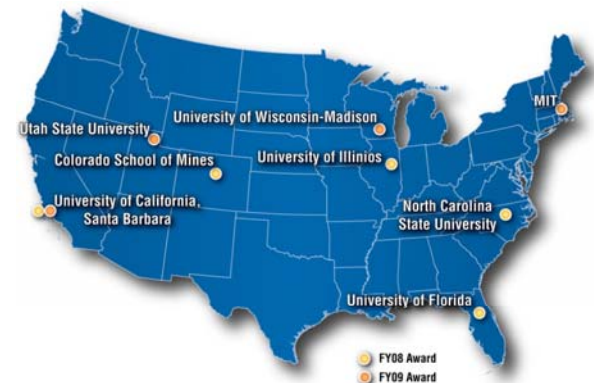 MIT
University of Wisconsin-Madison
Utah State University
University of Illinios
Colorado School of Mines
University of California,
Santa Barbara
North Carolina
State University
University of Florida
FY08 Award
FY09 Award